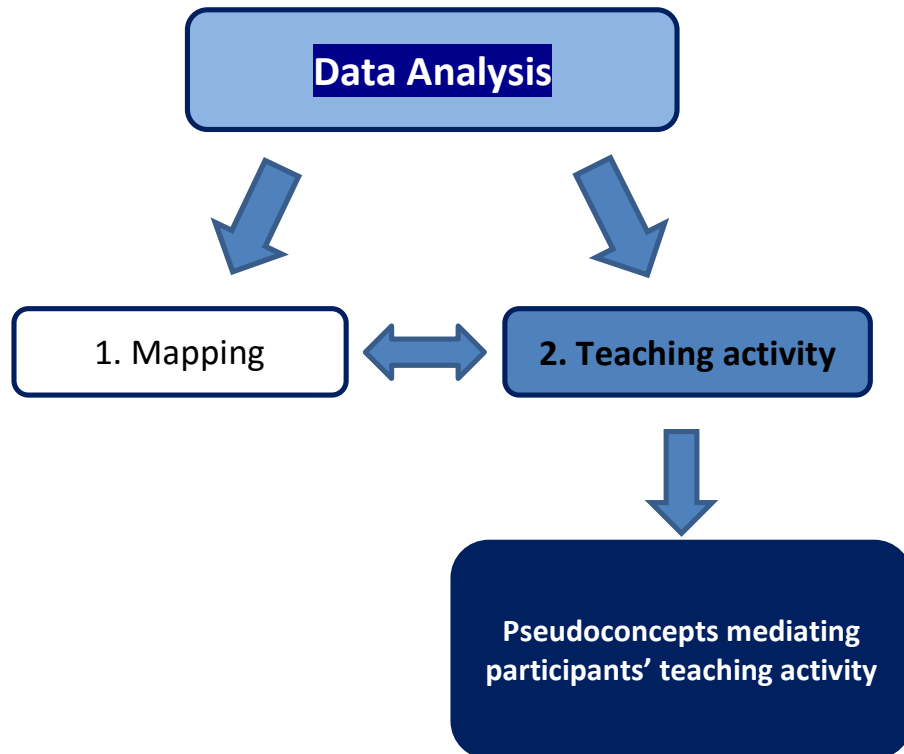 Data Analysis
1. Mapping
2. Teaching activity
Pseudoconcepts mediating
participants’ teaching activity